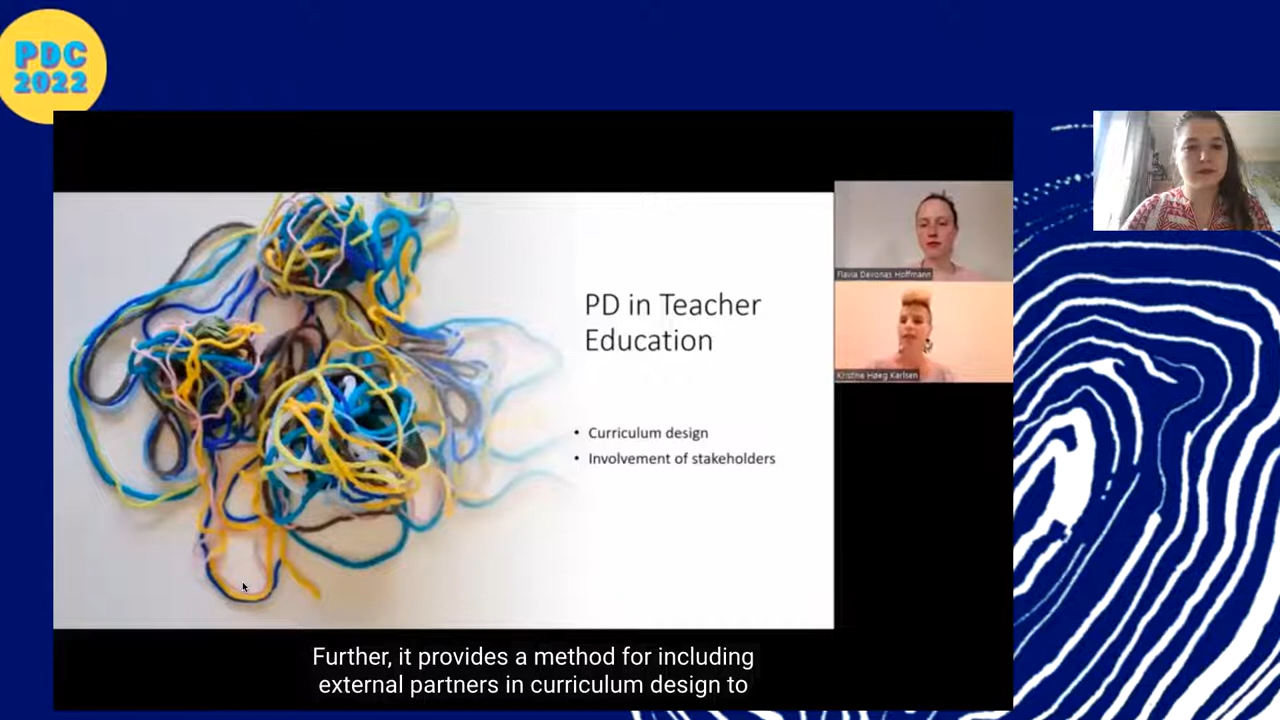 PDC
2022
PD in Teacher
Education
• Curriculum design
• Involvement of stakeholders
Flavia Devonas Hoffmann
Kristine Høeg Karlsen
Further, it provides a method for including
external partners in curriculum design to